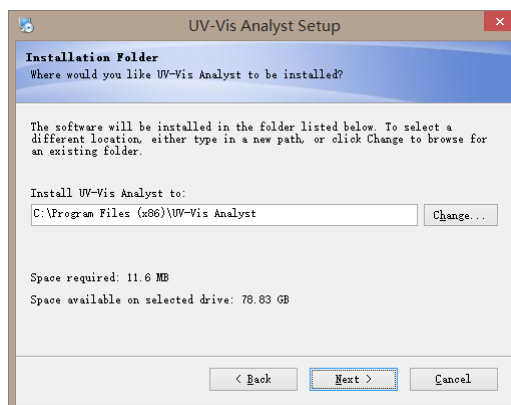 UV-Vis Analyst Setup
Installation Folder
Where would you like UV-Vis Analyst to be installed?
The software will be installed in the folder listed below. To select a
different location, either type in a new path, or click Change to browse for
an existing folder.
Install UV-Vis Analyst to:
C:\Program Files (x86)\UV-Vis Analyst
Change...
Space required: 11.6 MB
Space available on selected drive: 78.83 GB
< Back
Next >
Cancel